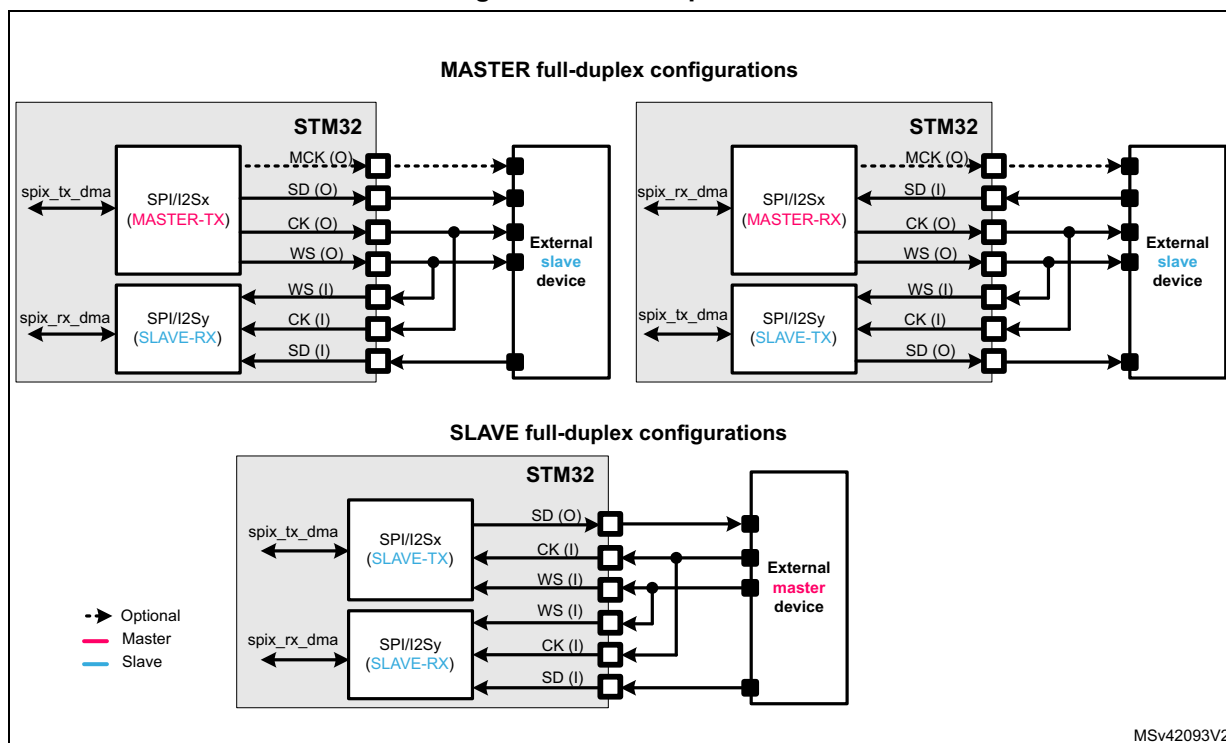 MASTER full-duplex configurations
STM32
MCK (O)
spix_tx_dma
SPI/I2Sx
(MASTER-TX)
SD (O)
CK (O)
WS (O)
External
slave
device
spix_rx_dma
SPI/I2Sy
(SLAVE-RX)
WS (I)
CK (I)
SD (I)
STM32
MCK (O)
spix_rx_dma
SPI/I2Sx
(MASTER-RX)
SD (I)
CK (O)
WS (O)
External
slave
device
spix_tx_dma
SPI/I2Sy
(SLAVE-TX)
WS (I)
CK (I)
SD (O)
SLAVE full-duplex configurations
STM32
SD (O)
spix_tx_dma
SPI/I2Sx
(SLAVE-TX)
CK (I)
WS (I)
External
master
device
spix_rx_dma
SPI/I2Sy
(SLAVE-RX)
WS (I)
CK (I)
SD (I)
Optional
Master
Slave
MSv42093V2